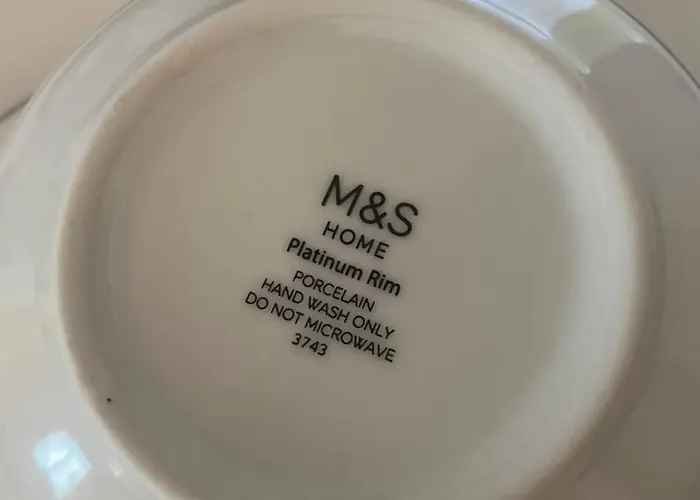 M&S
HOME
Platinum Rim
PORCELAIN
HAND WASH ONLY
DO NOT MICROWAVE
3743